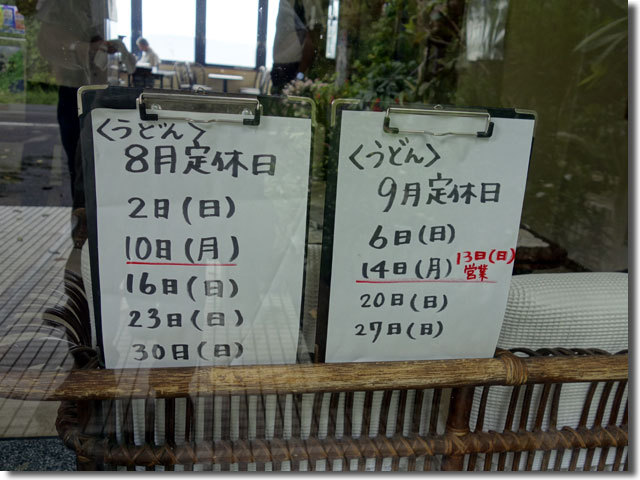 〈うどん〉
8月定休日
2日(日)
10日(月)
16日(日)
23日(日)
30日(日)
〈うどん〉
9月定休日
6日(日)
14日(月) 13日(日)
営業
20日(日)
27日(日)